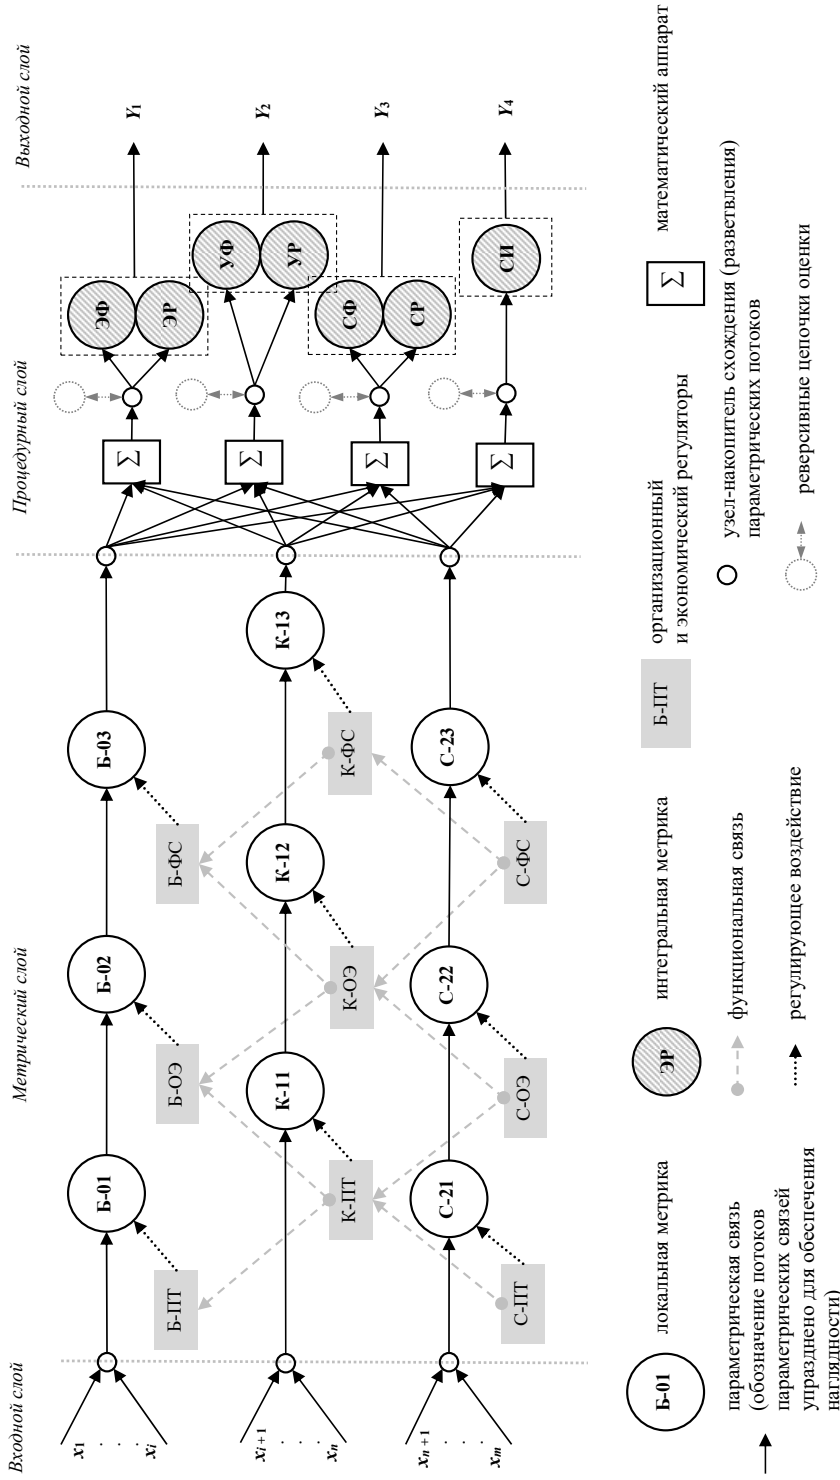 Входной слой
Метрический слой
Процедурный слой
Выходной слой
x1
.
.
.
xi
xi + 1
.
.
.
xn
xn + 1
.
.
.
xm
Б-01
Б-02
Б-03
Б-ПТ
Б-ОЭ
Б-ФС
К-11
К-12
К-13
К-ПТ
К-ОЭ
К-ФС
С-21
С-22
С-23
С-ПТ
С-ОЭ
С-ФС
Σ
Σ
Σ
Σ
ЭФ
ЭР
УФ
УР
СФ
СР
СИ
Y1
Y2
Y3
Y4
Б-01
локальная метрика
ЭР
интегральная метрика
Б-ПТ
организационный
и экономический регуляторы
Σ
математический аппарат
параметрическая связь
(обозначение потоков
параметрических связей
упразднено для обеспечения
наглядности)
функциональная связь
регулирующее воздействие
узел-накопитель схождения (разветвления)
параметрических потоков
реверсивные цепочки оценки